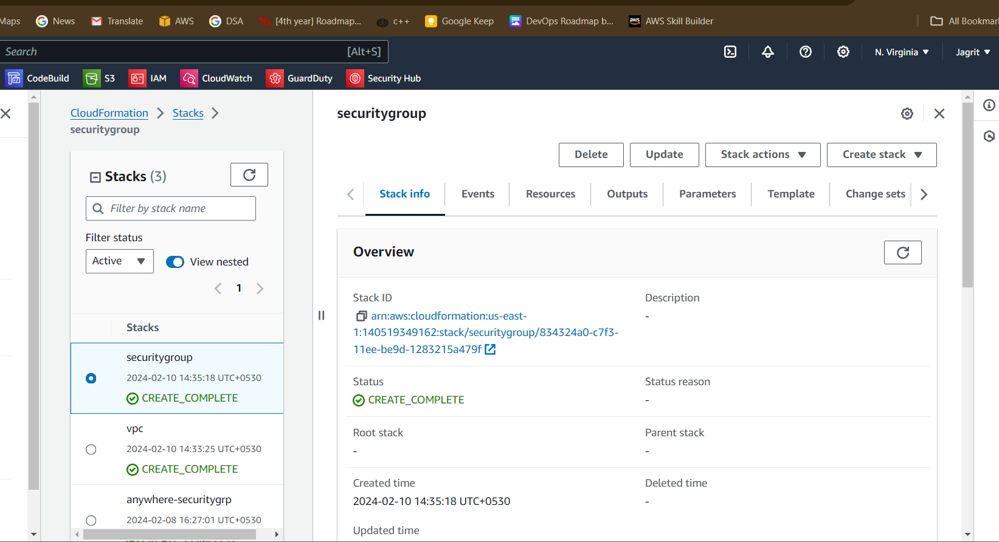 Maps
News
Translate
AWS
DSA
[4th year] Roadmap...
c++
Google Keep
DevOps Roadmap b...
aws
AWS Skill Builder
All Bookmar
Search
[Alt+S]
N. Virginia
Jagrit
CodeBuild
S3
IAM
CloudWatch
GuardDuty
Security Hub
CloudFormation
Stacks
securitygroup
Stacks (3)
Filter by stack name
Filter status
Active
View nested
1
Stacks
securitygroup
2024-02-10 14:35:18 UTC+0530
CREATE_COMPLETE
vpc
2024-02-10 14:33:25 UTC+0530
CREATE_COMPLETE
anywhere-securitygrp
2024-02-08 16:27:01 UTC+0530
securitygroup
Delete
Update
Stack actions
Create stack
Stack info
Events
Resources
Outputs
Parameters
Template
Change sets
Overview
Stack ID
arn:aws:cloudformation:us-east-
1:140519349162:stack/securitygroup/834324a0-c7f3-
11ee-be9d-1283215a479f
Description
-
Status
CREATE_COMPLETE
Status reason
-
Root stack
-
Parent stack
-
Created time
2024-02-10 14:35:18 UTC+0530
Deleted time
-
Updated time